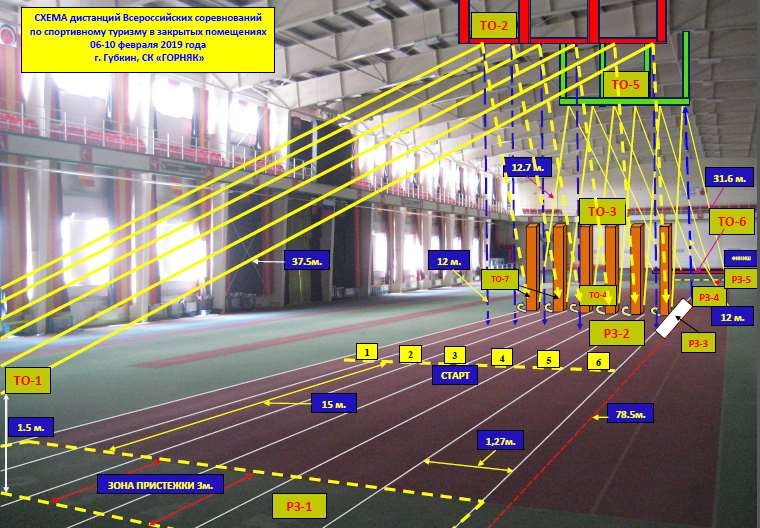 СХЕМА дистанций Всероссийских соревнований
по спортивному туризму в закрытых помещениях
06-10 февраля 2019 года
г. Губкин, СК «ГОРНЯК»
ТО-2
ТО-5
12.7 м.
31.6 м.
ТО-3
ТО-6
37.5м.
12 м.
ФИНИШ
ТО-7
ТО-4
РЗ-5
РЗ-4
12 м.
РЗ-2
РЗ-3
1
2
3
4
5
6
СТАРТ
ТО-1
15 м.
78.5м.
1.5 м.
1,27м.
ЗОНА ПРИСТЕЖКИ 3м.
РЗ-1